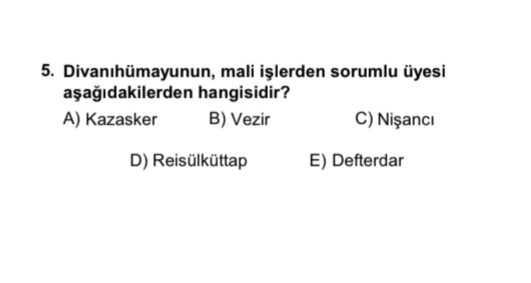 5. Divanıhümayunun, mali işlerden sorumlu üyesi
aşağıdakilerden hangisidir?
A) Kazasker B) Vezir C) Nişancı
D) Reisülküttap E) Defterdar